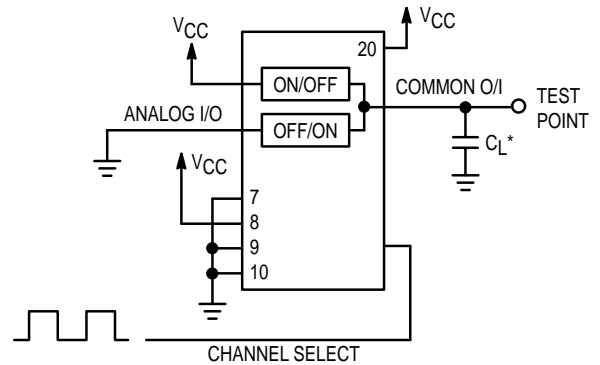 VCC
VCC
20
ON/OFF
COMMON O/I
TEST
POINT
ANALOG I/O
OFF/ON
CL*
VCC
7
8
9
10
CHANNEL SELECT